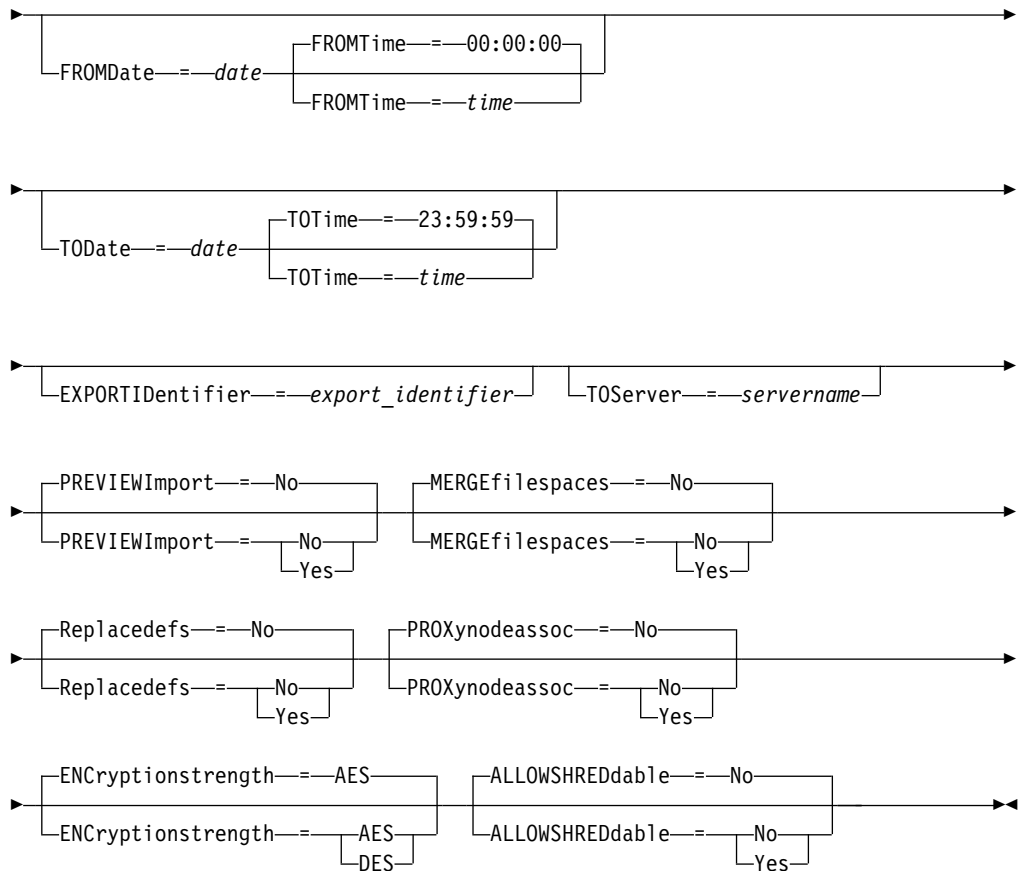 FROMTime = 00:00:00
FROMDate = date
FROMTime = time
TOTime = 23:59:59
TODate = date
TOTime = time
EXPORTIDentifier = export_identifier TOServer = servername
PREVIEWImport = No MERGEfilespaces = No
PREVIEWImport = No MERGEfilespaces = No
Yes Yes
Replacedefs = No PROXynodeassoc = No
Replacedefs = No PROXynodeassoc = No
Yes Yes
ENCryptionstrength = AES ALLOWSHREDdable = No
ENCryptionstrength = AES ALLOWSHREDdable = No
DES Yes